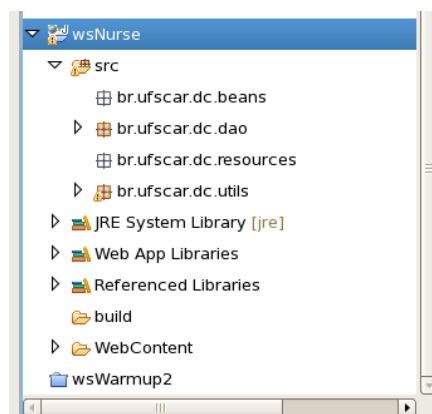 wsNurse
src
br.ufscar.dc.beans
br.ufscar.dc.dao
br.ufscar.dc.resources
br.ufscar.dc.utils
JRE System Library [jre]
Web App Libraries
Referenced Libraries
build
WebContent
wsWarmup2